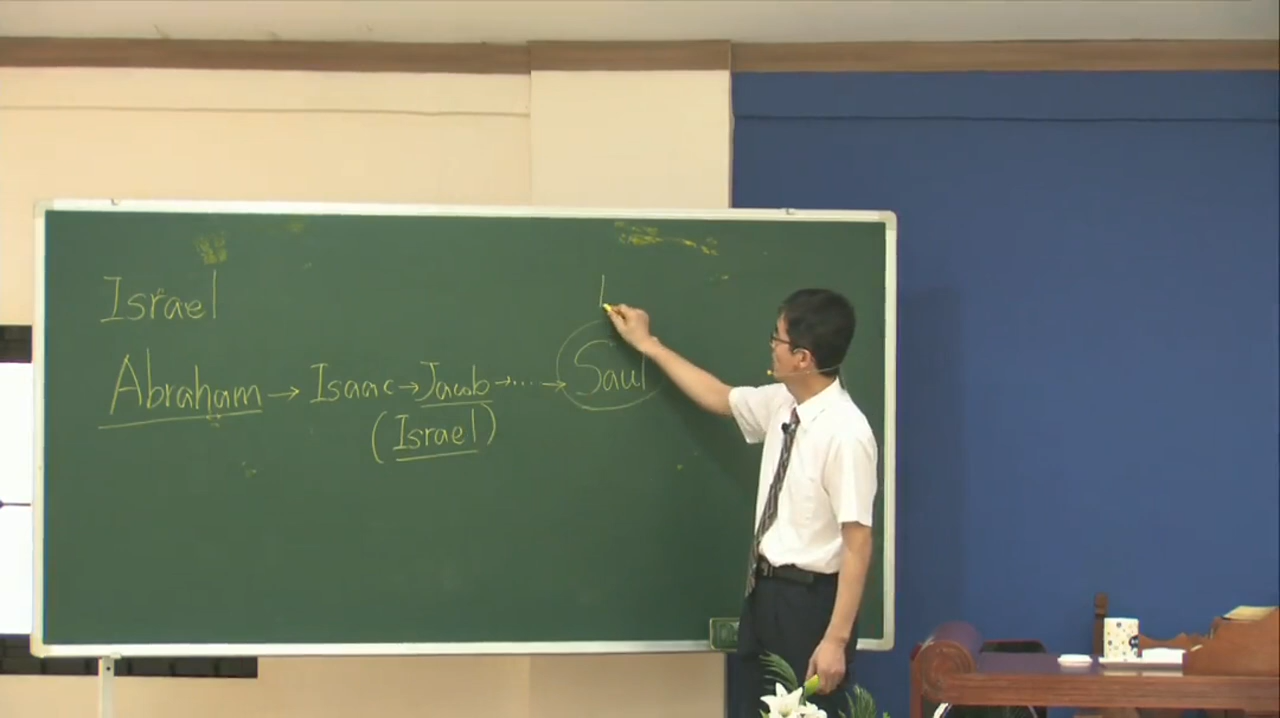 Israel
Abraham → Isaac → Jacob → ... → Saul
(Israel)